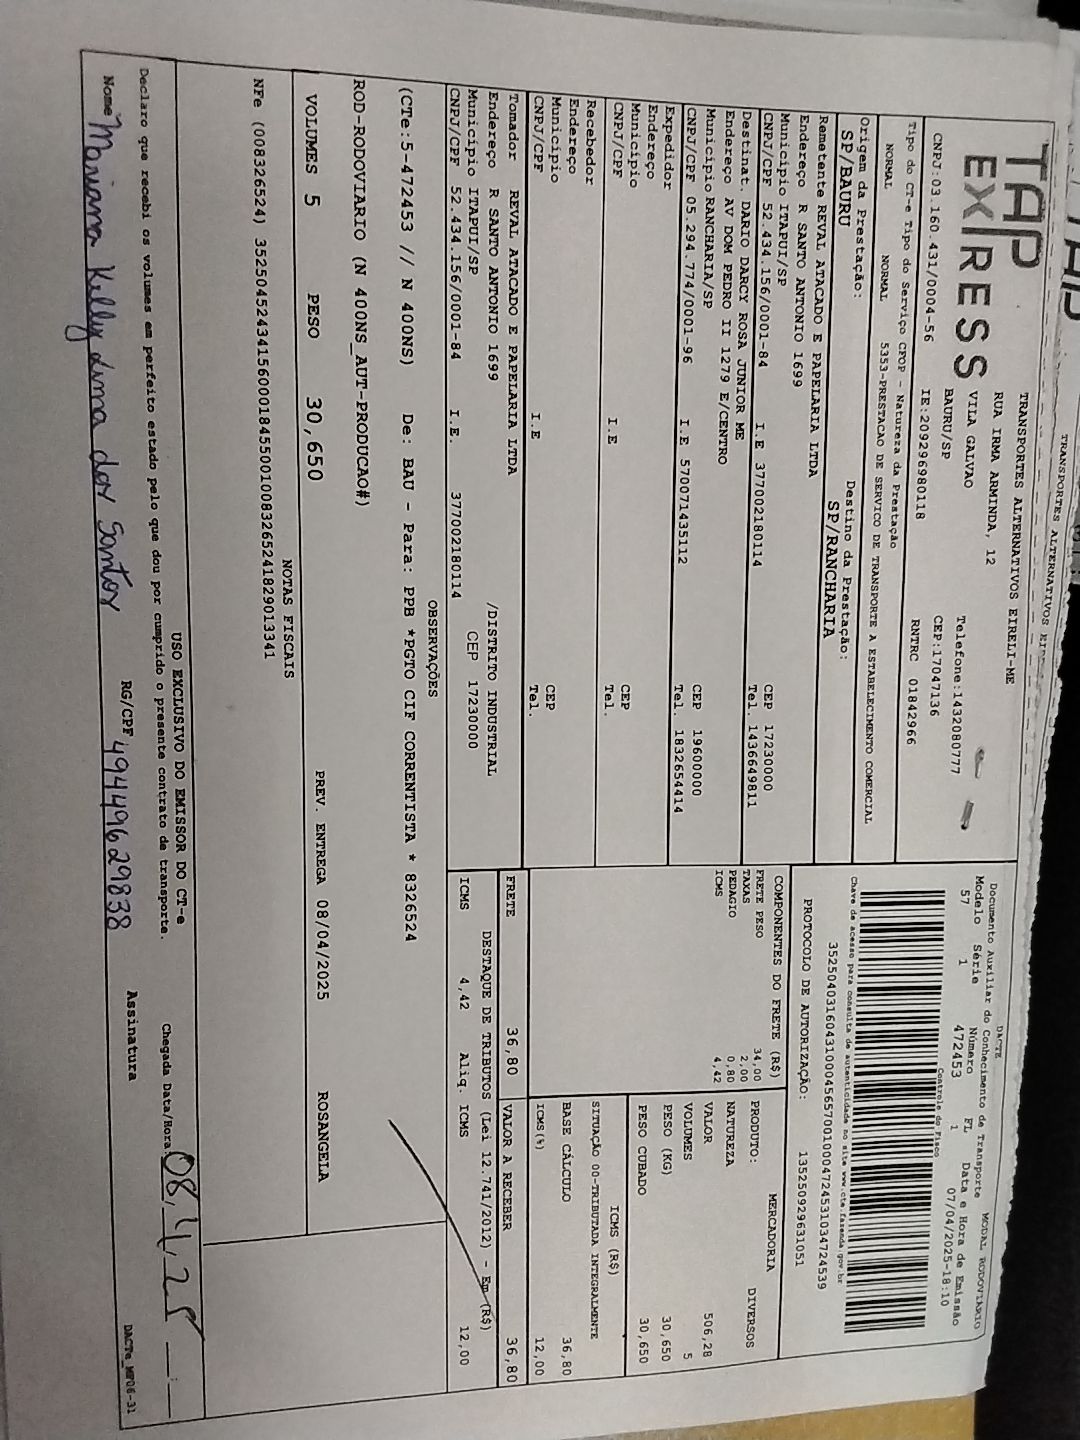 TRANSPORTES ALTERNATIVOS
TAP
EXPRESS
TRANSPORTES ALTERNATIVOS EIRELI-ME
RUA IRMA ARMINDA, 12
VILA GALVAO
BAURU/SP
Telefone:1432080777
CEP:17047136
CNPJ:03.160.431/0004-56
IE:209296980118
RNTRC 01842966
Tipo do CT-e Tipo do Serviço CFOP - Natureza da Prestação
NORMAL NORMAL 5353-PRESTACAO DE SERVICO DE TRANSPORTE A ESTABELECIMENTO COMERCIAL
Origem da Prestação: Destino da Prestação:
SP/BAURU SP/RANCHARIA
DACTE MODAL RODOVIÁRIO
Documento Auxiliar do Conhecimento de Transporte
Modelo Série Número FL Data e Hora de Emissão
57 1 472453 1 07/04/2025-18:10
Controle do Fisco
Chave de acesso para consulta de autenticidade no site www.cte.fazenda.gov.br
35250403160431000456570010004724531034724539
PROTOCOLO DE AUTORIZAÇÃO: 135250929631051
Remetente REVAL ATACADO E PAPELARIA LTDA
Endereço R SANTO ANTONIO 1699
Município ITAPUI/SP CEP 17230000
CNPJ/CPF 52.434.156/0001-84 I.E 377002180114 Tel. 1436649811
Destinat. DARIO DARCY ROSA JUNIOR ME
Endereço AV DOM PEDRO II 1279 E/CENTRO
Município RANCHARIA/SP CEP 19600000
CNPJ/CPF 05.294.774/0001-96 I.E 570071435112 Tel. 1832654414
Expedidor
Endereço
Município CEP
CNPJ/CPF I.E Tel.
Recebedor
Endereço
Município CEP
CNPJ/CPF I.E Tel.
Tomador REVAL ATACADO E PAPELARIA LTDA
Endereço R SANTO ANTONIO 1699 /DISTRITO INDUSTRIAL
Município ITAPUI/SP CEP 17230000
CNPJ/CPF 52.434.156/0001-84 I.E. 377002180114
COMPONENTES DO FRETE (R$)
FRETE PESO 34,00
TAXAS 2,00
PEDAGIO 0,80
ICMS 4,42
MERCADORIA
PRODUTO: DIVERSOS
NATUREZA
VALOR 506,28
VOLUMES 5
PESO (KG) 30,650
PESO CUBADO 30,650
ICMS (R$)
SITUAÇÃO 00-TRIBUTADA INTEGRALMENTE
BASE CÁLCULO 36,80
ICMS(%) 12,00
FRETE 36,80 VALOR A RECEBER 36,80
DESTAQUE DE TRIBUTOS (Lei 12.741/2012) - Em (R$)
ICMS 4,42 Aliq. ICMS 12,00
OBSERVAÇÕES
(CTe:5-472453 /// N 400NS) De: BAU - Para: PPB *PGTO CIF CORRENTISTA * 8326524
ROD-RODOVIARIO (N 400NS_AUT-PRODUCAO#)
VOLUMES 5 PESO 30,650 PREV. ENTREGA 08/04/2025 ROSANGELA
NOTAS FISCAIS
NFe (008326524) 35250452434156000184550010083265241829013341
USO EXCLUSIVO DO EMISSOR DO CT-e
Declaro que recebi os volumes em perfeito estado pelo que dou por cumprido o presente contrato de transporte. Chegada Data/Hora 08/4/25 __:__
Nome Mariana Kelly Lima dos Santos RG/CPF 49449629838 Assinatura
DACTe_MP06-31